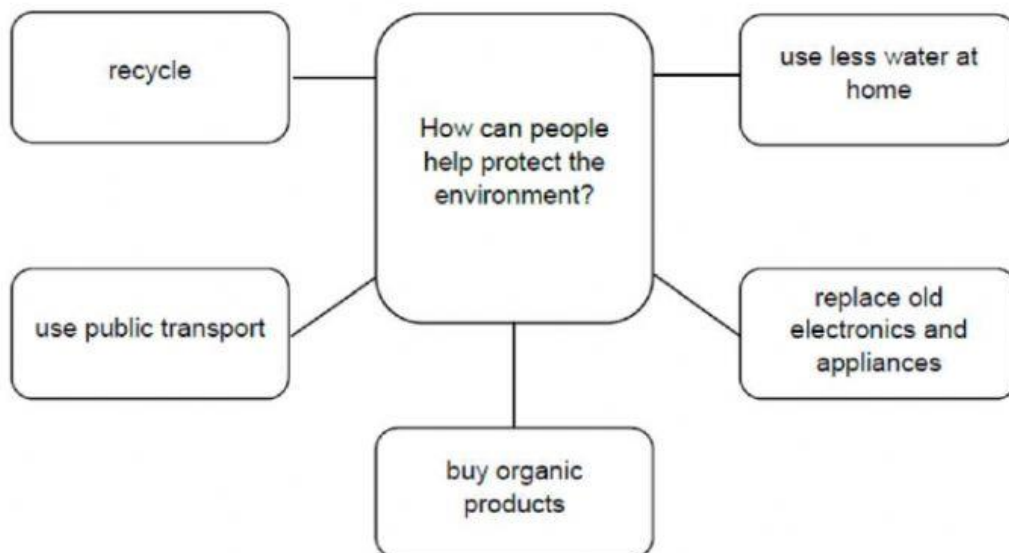 recycle
How can people
help protect the
environment?
use less water at
home
use public transport
replace old
electronics and
appliances
buy organic
products